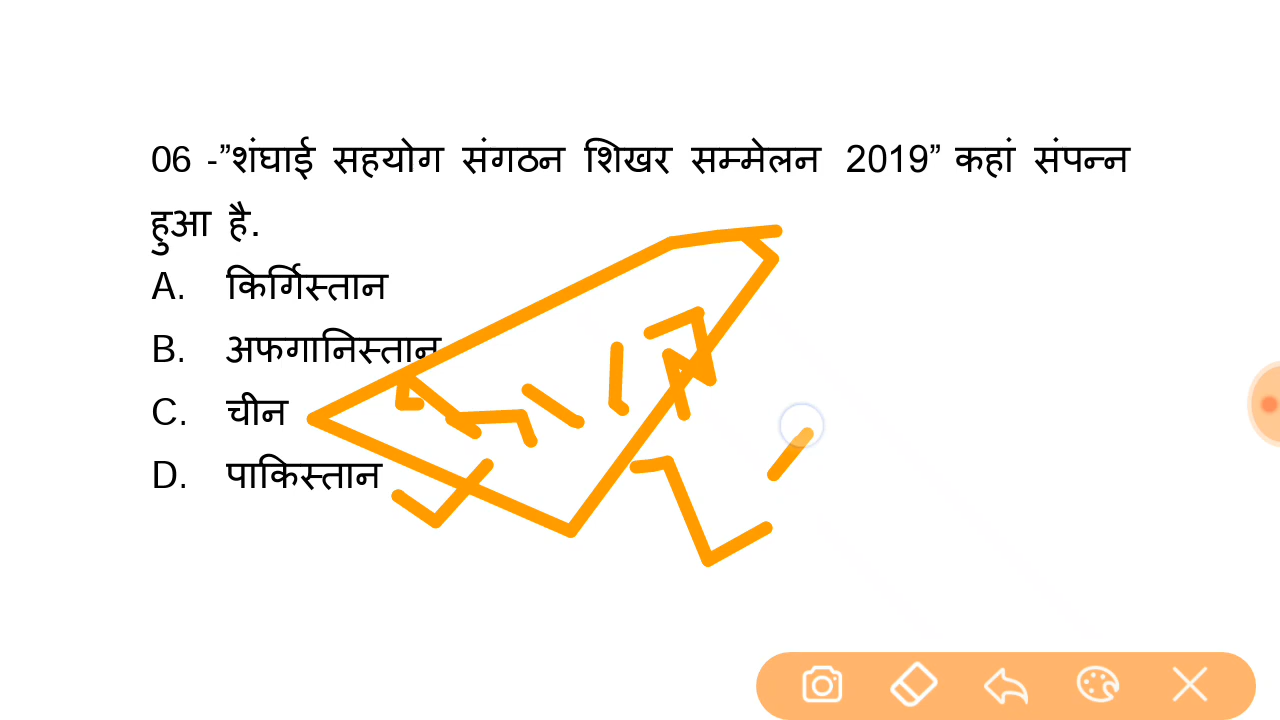 06 -”शंघाई सहयोग संगठन शिखर सम्मेलन 2019” कहां संपन्न
हुआ है.
A. किर्गिस्तान
B. अफगानिस्तान
C. चीन
D. पाकिस्तान